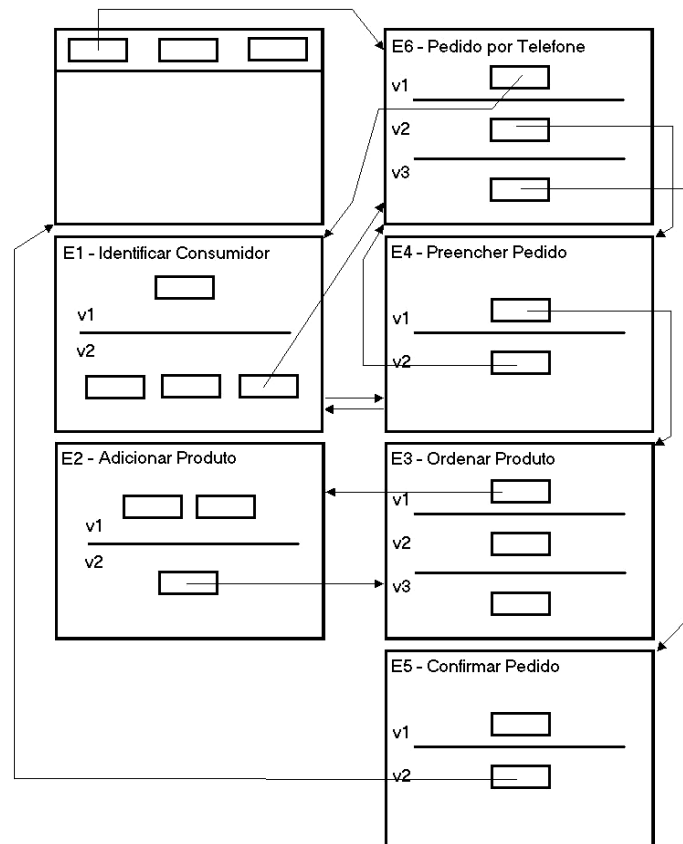 E6 - Pedido por Telefone
v1
v2
v3
E1 - Identificar Consumidor
v1
v2
E4 - Preencher Pedido
v1
v2
E2 - Adicionar Produto
v1
v2
E3 - Ordenar Produto
v1
v2
v3
E5 - Confirmar Pedido
v1
v2